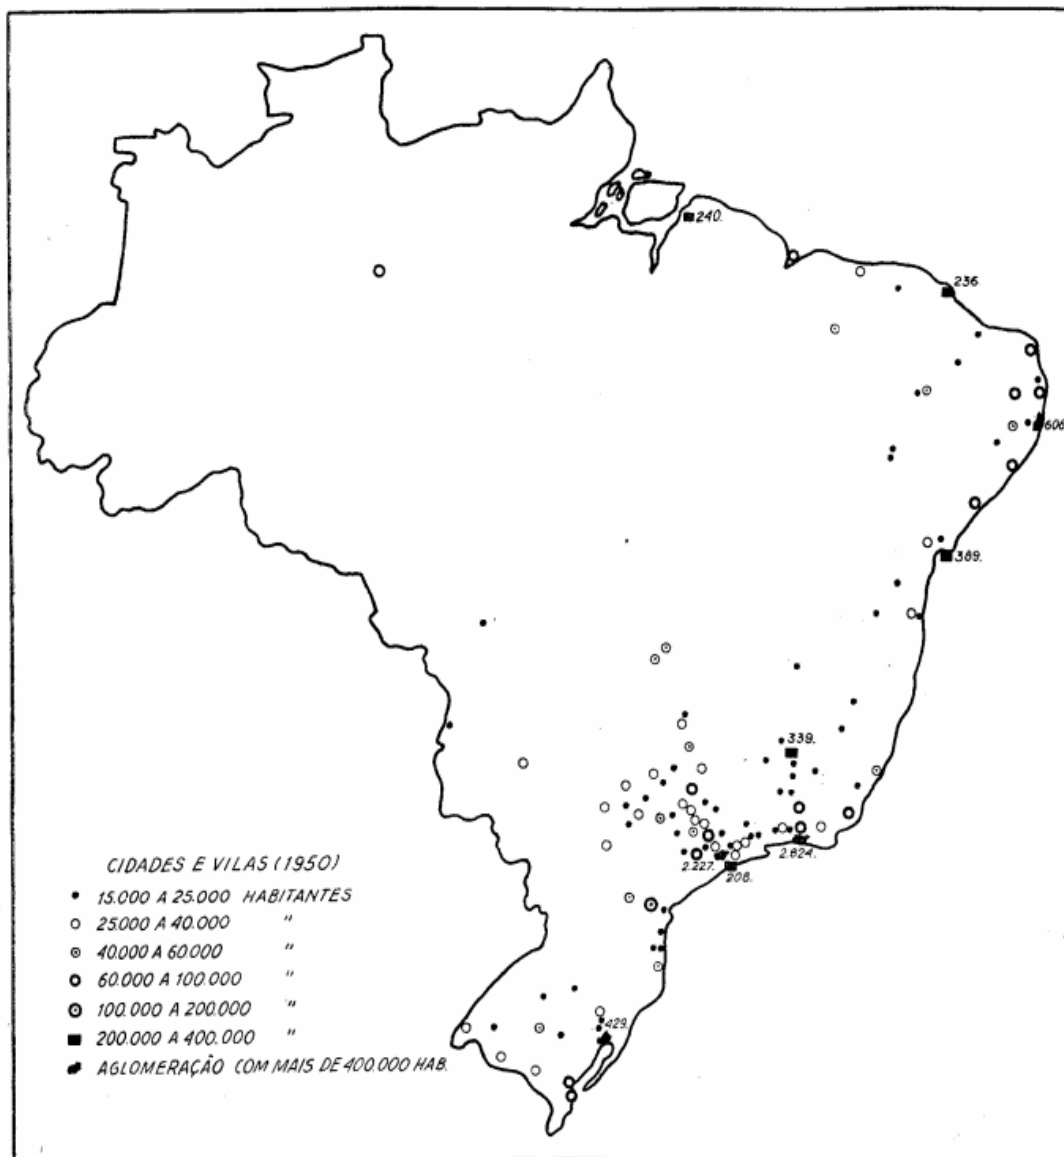 240.
236.
606
389.
339.
2.227.
2.824.
208.
429.
CIDADES E VILAS (1950)
15.000 A 25.000 HABITANTES
25.000 A 40.000 "
40.000 A 60.000 "
60.000 A 100.000 "
100.000 A 200.000 "
200.000 A 400.000 "
AGLOMERAÇÃO COM MAIS DE 400.000 HAB.